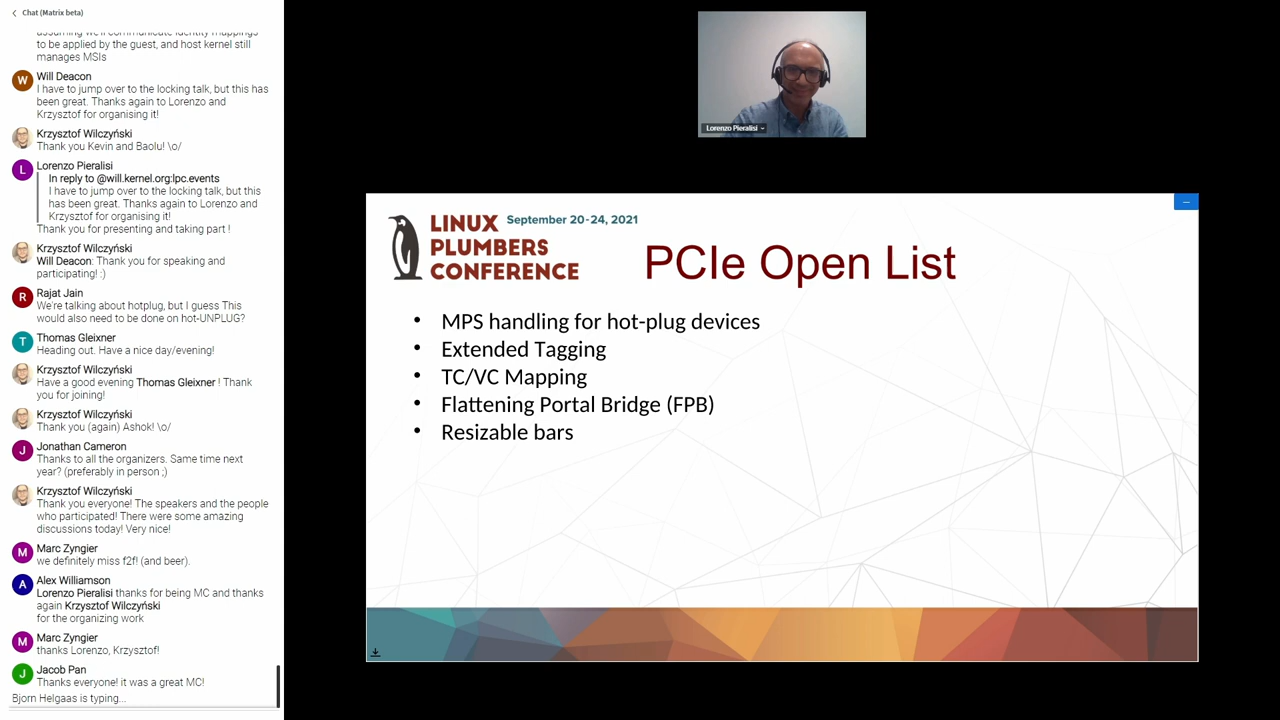 Chat (Matrix beta)
assuming we'll communicate identity mappings
to be applied by the guest, and host kernel still
manages MSIs
W
Will Deacon
I have to jump over to the locking talk, but this has
been great. Thanks again to Lorenzo and
Krzysztof for organising it!
Krzysztof Wilczyński
Thank you Kevin and Baolu! \o/
L
Lorenzo Pieralisi
In reply to @will.kernel.org:lpc.events
I have to jump over to the locking talk, but this
has been great. Thanks again to Lorenzo and
Krzysztof for organising it!
Thank you for presenting and taking part !
Krzysztof Wilczyński
Will Deacon: Thank you for speaking and
participating! :)
R
Rajat Jain
We're talking about hotplug, but I guess This
would also need to be done on hot-UNPLUG?
T
Thomas Gleixner
Heading out. Have a nice day/evening!
Krzysztof Wilczyński
Have a good evening Thomas Gleixner ! Thank
you for joining!
Krzysztof Wilczyński
Thank you (again) Ashok! \o/
J
Jonathan Cameron
Thanks to all the organizers. Same time next
year? (preferably in person ;)
Krzysztof Wilczyński
Thank you everyone! The speakers and the people
who participated! There were some amazing
discussions today! Very nice!
M
Marc Zyngier
we definitely miss f2f! (and beer).
A
Alex Williamson
Lorenzo Pieralisi thanks for being MC and thanks
again Krzysztof Wilczyński
for the organizing work
M
Marc Zyngier
thanks Lorenzo, Krzysztof!
J
Jacob Pan
Thanks everyone! it was a great MC!
Bjorn Helgaas is typing...
Lorenzo Pieralisi
LINUX
PLUMBERS
CONFERENCE
September 20-24, 2021
PCIe Open List
• MPS handling for hot-plug devices
• Extended Tagging
• TC/VC Mapping
• Flattening Portal Bridge (FPB)
• Resizable bars